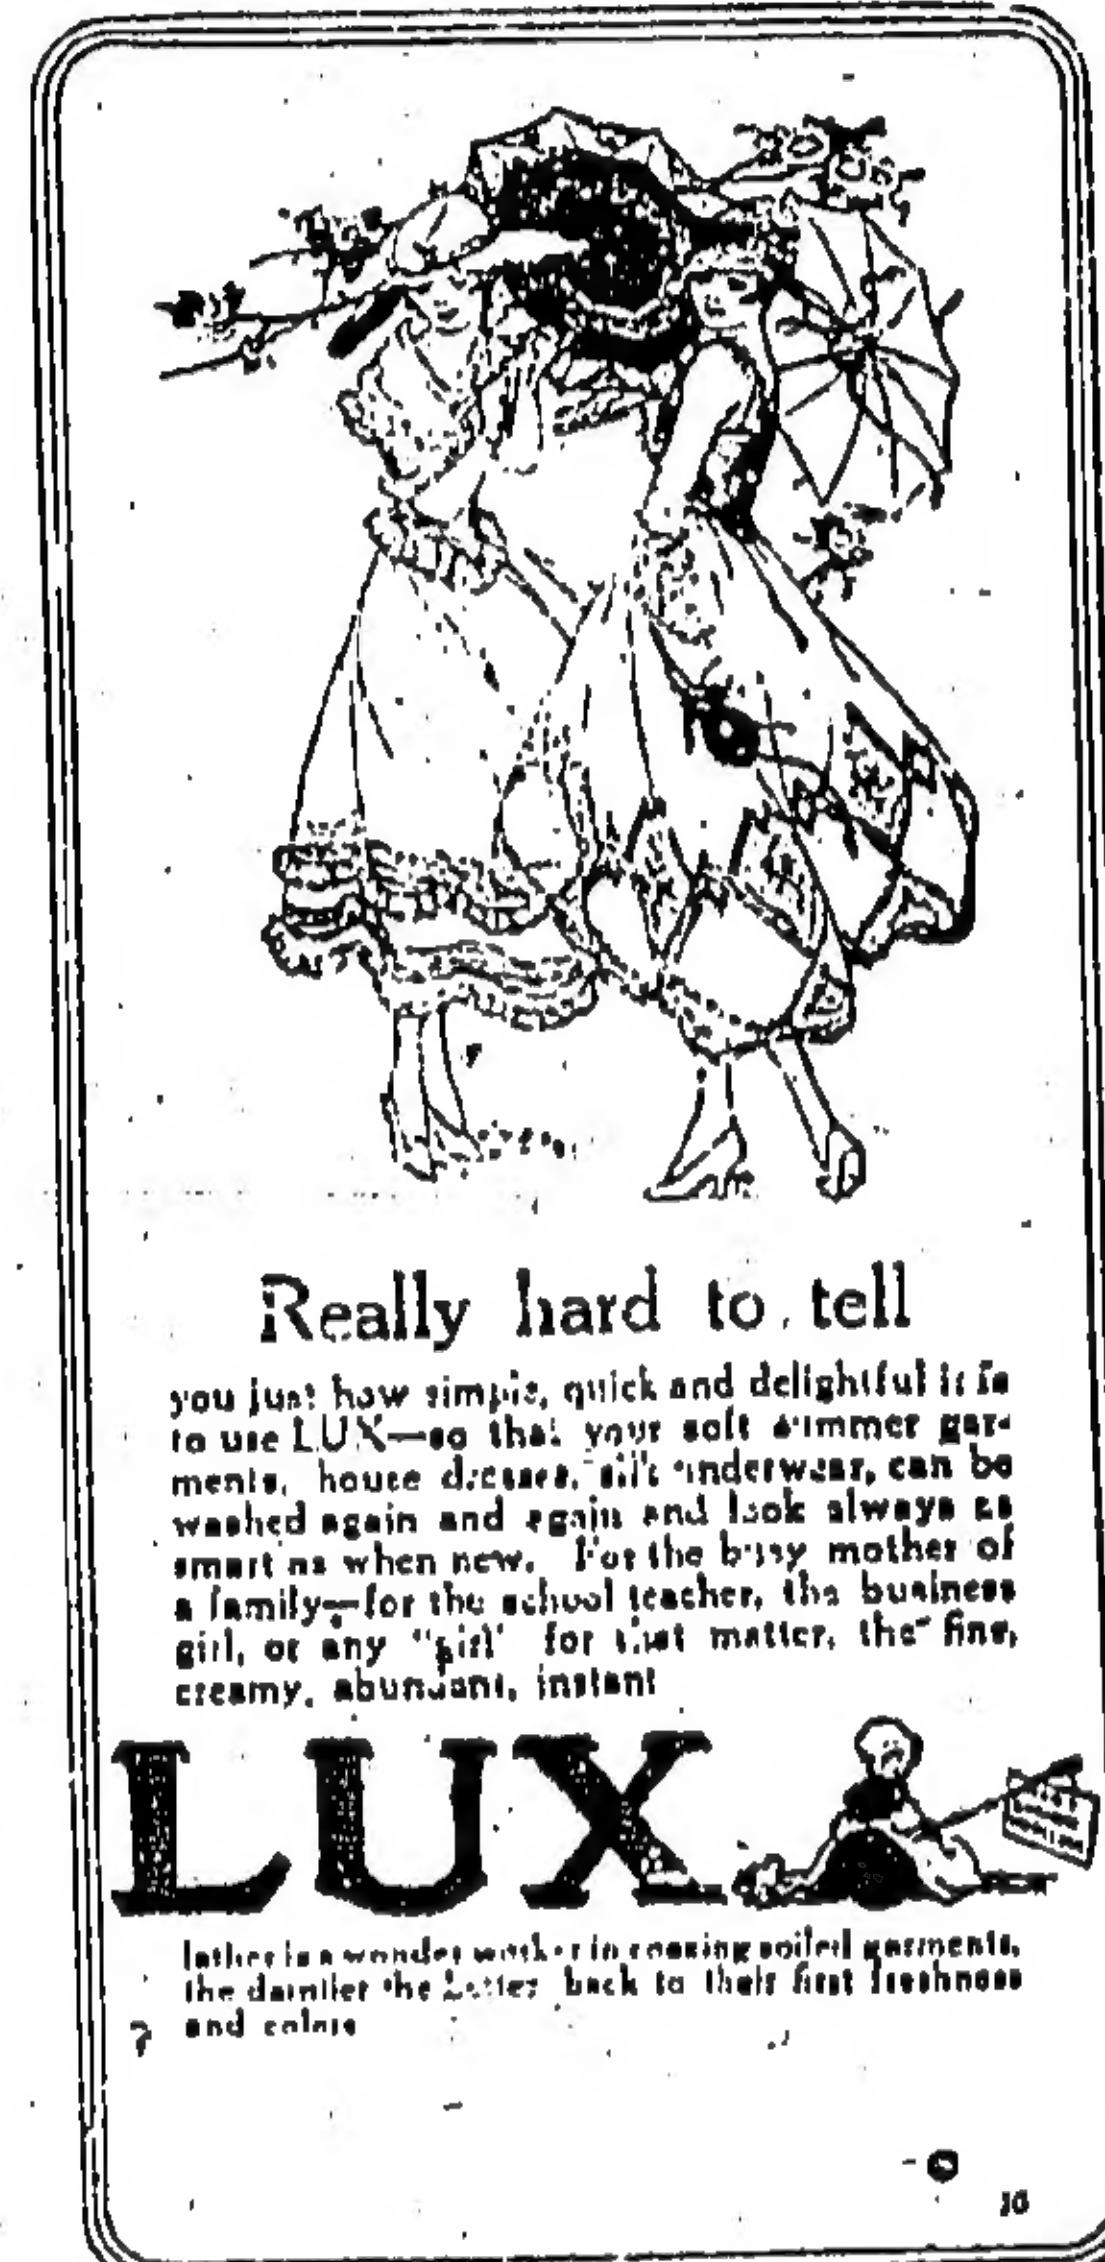 Really hard to tell
you just how simple, quick and delightful it is
to use LUX—so that your soft summer gar-
ments, house dresses, silk underwear, can be
washed again and again and look always as
smart as when new. For the busy mother of
a family—for the school teacher, the business
girl, or any "girl" for that matter, the fine,
creamy, abundant, instant
LUX
lather is a wonder worker in coaxing soiled garments,
the daintier the better back to their first freshness
and colors